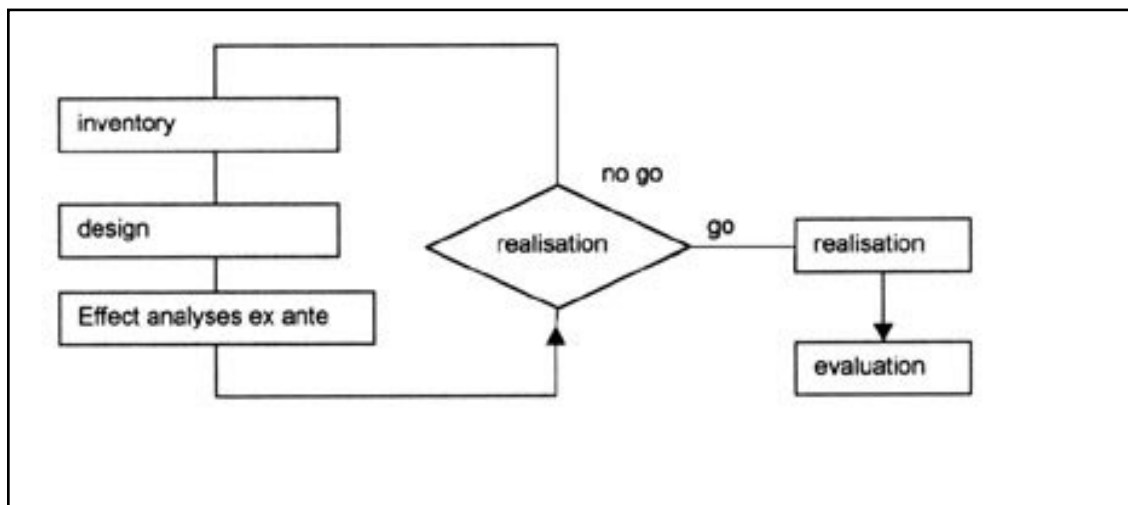 inventory
design
Effect analyses ex ante
no go
realisation
go
realisation
evaluation